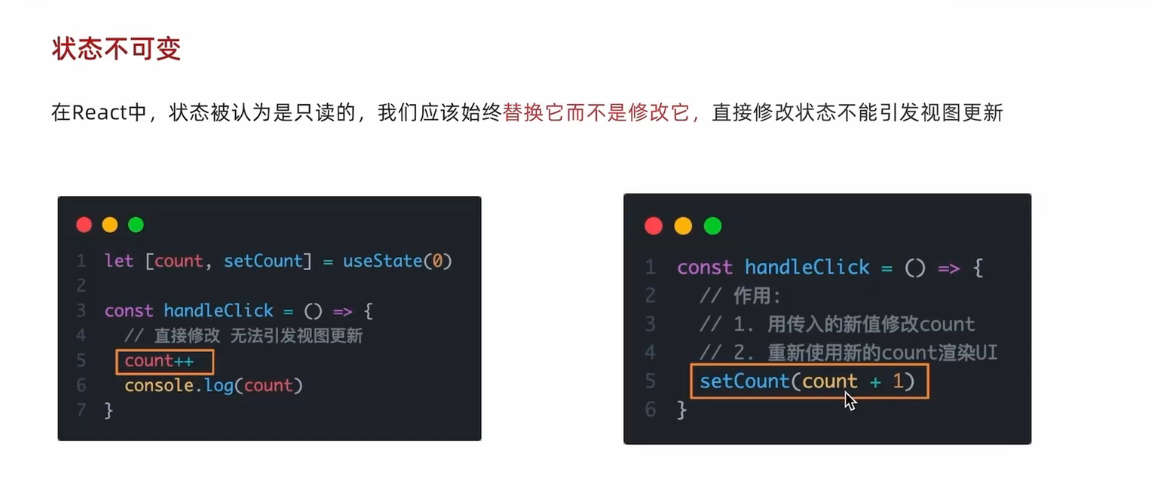 状态不可变
在React中，状态被认为是只读的，我们应该始终替换它而不是修改它，直接修改状态不能引发视图更新
1 let [count, setCount] = useState(0)
2
3 const handleClick = () => {
4 // 直接修改 无法引发视图更新
5 count++
6 console.log(count)
7 }
1 const handleClick = () => {
2 // 作用:
3 // 1. 用传入的新值修改count
4 // 2. 重新使用新的count渲染UI
5 setCount(count + 1)
6 }